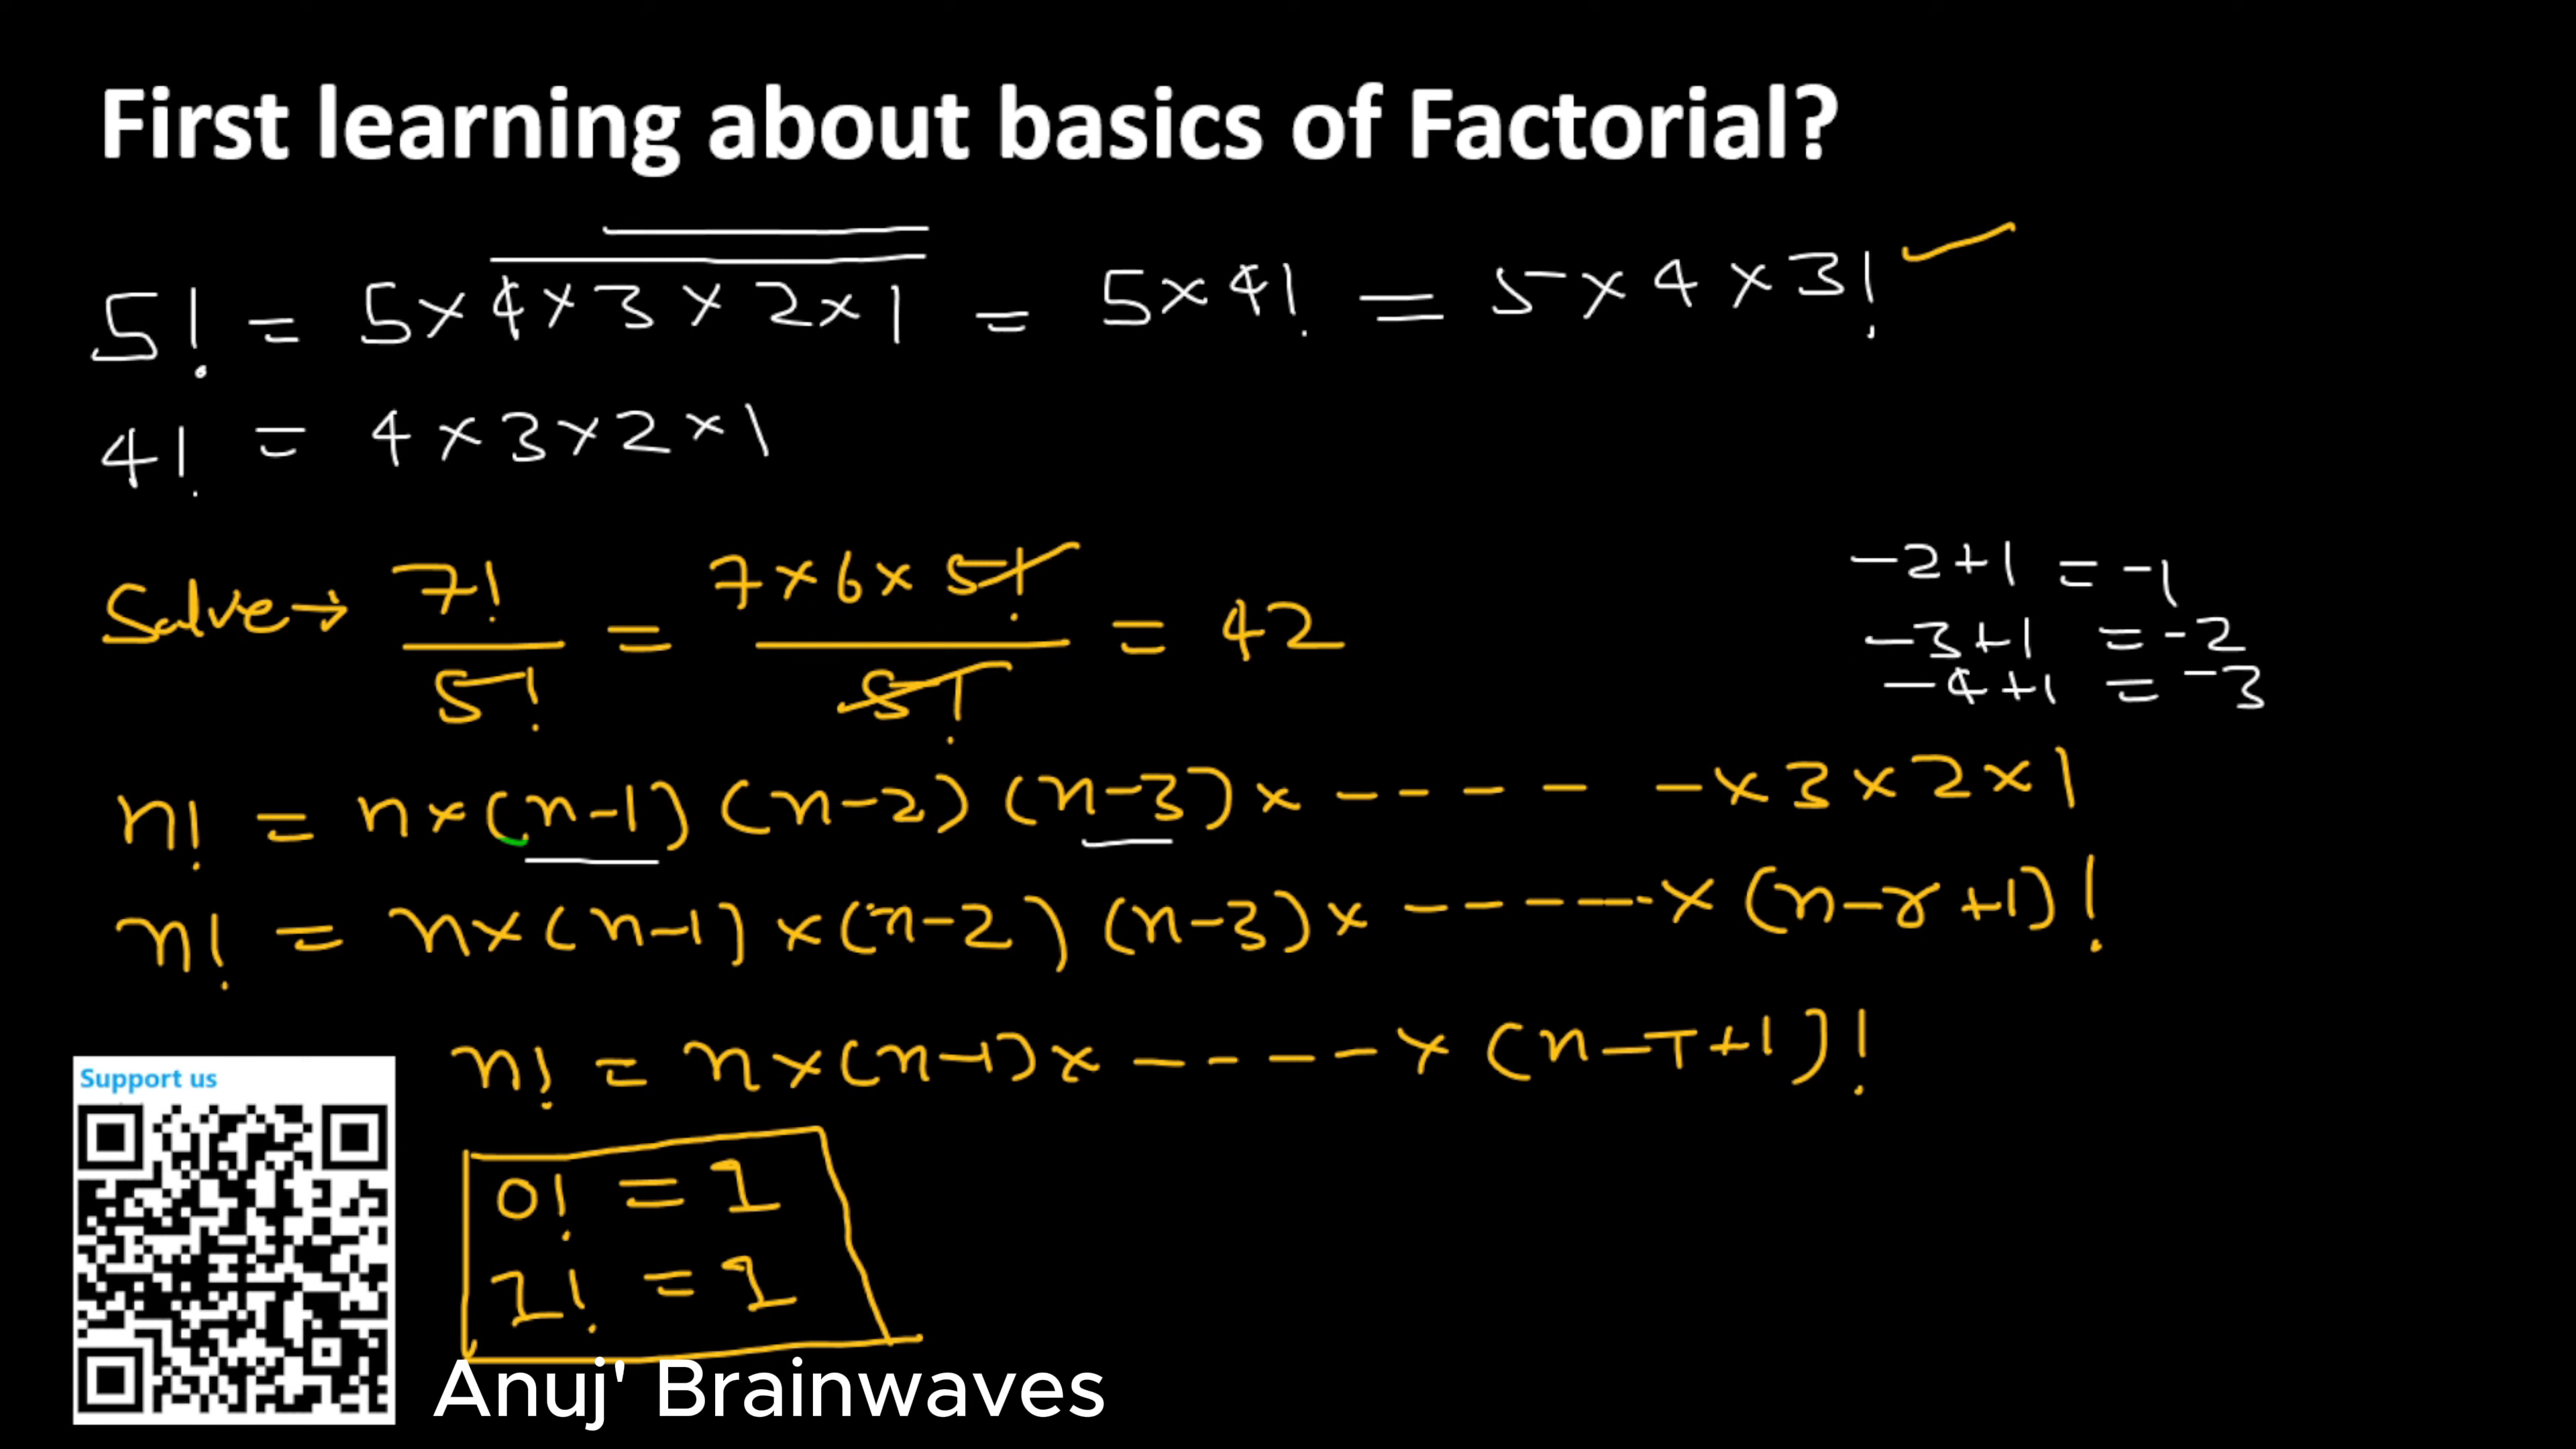 First learning about basics of Factorial?
5! = 5 × 4 × 3 × 2 × 1 = 5 × 4! = 5 × 4 × 3!
4! = 4 × 3 × 2 × 1
Solve → 7!/5! = 7 × 6 × 5!/5! = 42
-2+1 = -1
-3+1 = -2
-4+1 = -3
n! = n × (n-1) (n-2) (n-3) × ----- -× 3 × 2 × 1
n! = n × (n-1) × (n-2) (n-3) × ------ × (n-r+1)!
n! = n × (n-1) × ----- × (n-T+1)!
Support us
0! = 1
1! = 1
Anuj' Brainwaves